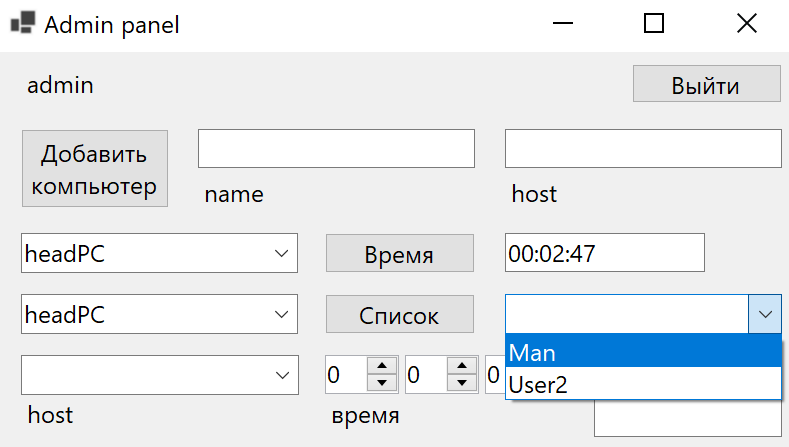 Admin panel
admin
Выйти
Добавить
компьютер
name
host
headPC
Время
00:02:47
headPC
Список
Man
User2
0
0
0
host
время